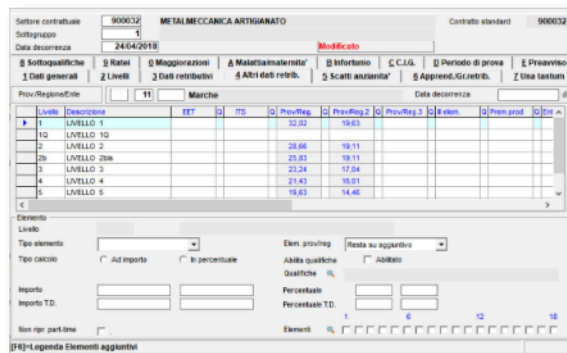 Settore contrattuale 900032 METALMECCANICA ARTIGIANATO Contratto standard 900032
Sottogruppo 1
Data decorrenza 24/04/2018 Modificato
8 Sottoqualifiche 9 Ratei 0 Maggiorazioni A Malattia/maternita' B Infortunio C C.I.G. D Periodo di prova E Preavviso
1 Dati generali 2 Livelli 3 Dati retributivi 4 Altri dati retrib. 5 Scatti anzianita' 6 Apprend./Gr.retrib. 7 Una tantum
Prov./Regione/Ente 11 Marche Data decorrenza
Livello Descrizione EET Q ITS Q Prov/Reg. Q Prov/Reg.2 Q Prov/Reg.3 Q III elem. Q Prem.prod Q
1 LIVELLO 1 32,02 19,63
1Q LIVELLO 1Q
2 LIVELLO 2 28,66 19,11
2b LIVELLO 2bis 25,83 19,11
3 LIVELLO 3 23,24 17,04
4 LIVELLO 4 21,43 16,01
5 LIVELLO 5 19,63 14,46
Elemento
Livello
Tipo elemento Elem. prov/reg Resta su aggiuntivo
Tipo calcolo Ad importo In percentuale Abilita qualifiche Abilitato
Qualifiche
Importo Percentuale
Importo T.D. Percentuale T.D.
1 6 12 18
Non ripr. part-time Elementi
[F6]=Legenda Elementi aggiuntivi